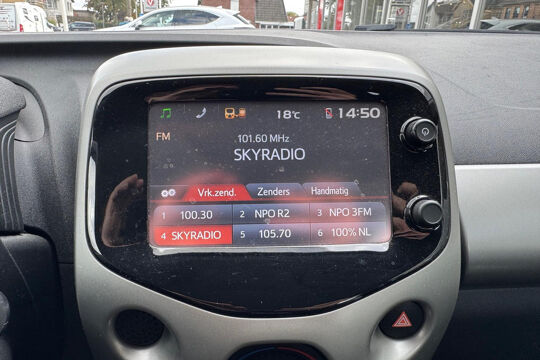 18°C 14:50
FM
101.60 MHz
SKYRADIO
Vrk.zend. Zenders Handmatig
1 100.30 2 NPO R2 3 NPO 3FM
4 SKYRADIO 5 105.70 6 100% NL